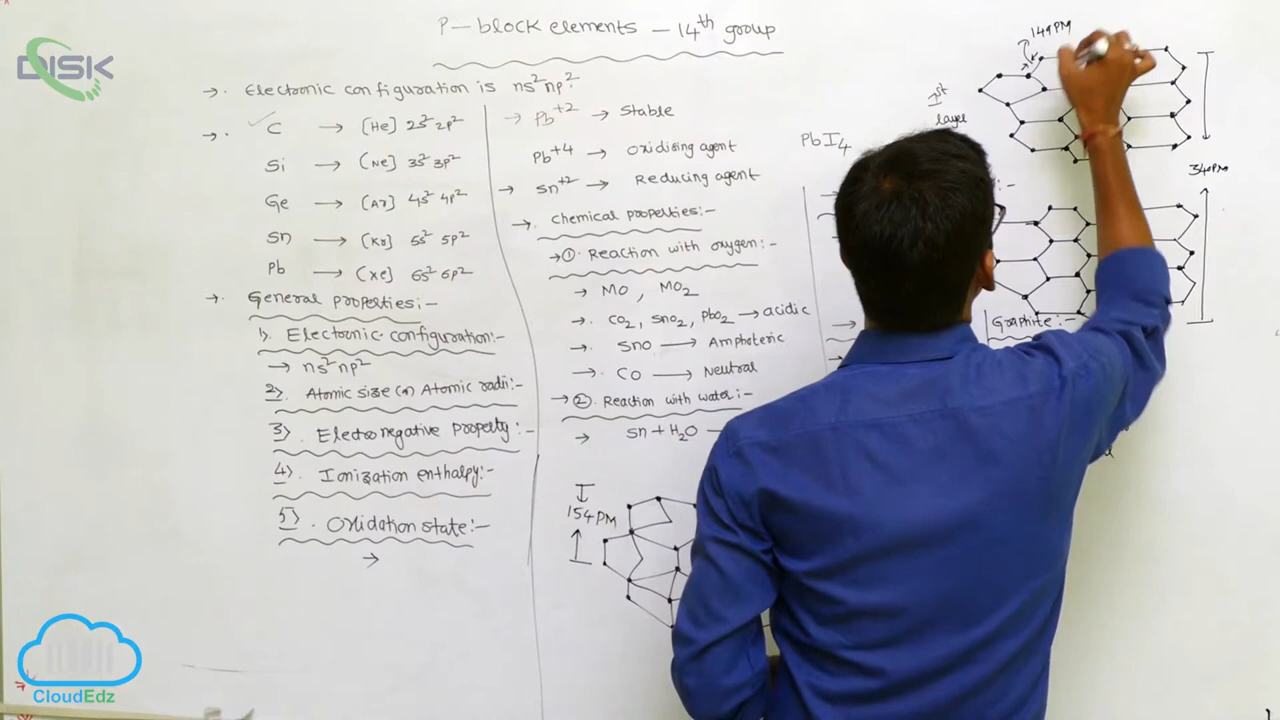 DISK
P-block elements - 14th group
→. Electronic configuration is ns² np².
→. C → [He] 2s² 2p²
Si → [Ne] 3s² 3p²
Ge → [Ar] 4s² 4p²
Sn → [Kr] 5s² 5p²
Pb → [Xe] 6s² 6p²
→. General properties:-
1). Electronic configuration:-
→ ns² np²
2). Atomic size (or) Atomic radii:-
3). Electronegative property:-
4). Ionization enthalpy:-
5). Oxidation state:-
→
→ Pb⁺² → Stable
Pb⁺⁴ → Oxidising agent
→ Sn⁺² → Reducing agent
→. Chemical properties:-
→①. Reaction with oxygen:-
→ MO, MO₂
→. CO₂, SnO₂, PbO₂ → acidic
→. SnO → Amphoteric
→. CO → Neutral
→②. Reaction with water:-
→ Sn + H₂O →
154 PM
PbI₄
1st layer
149 PM
340 PM
Graphite:-
CloudEdz